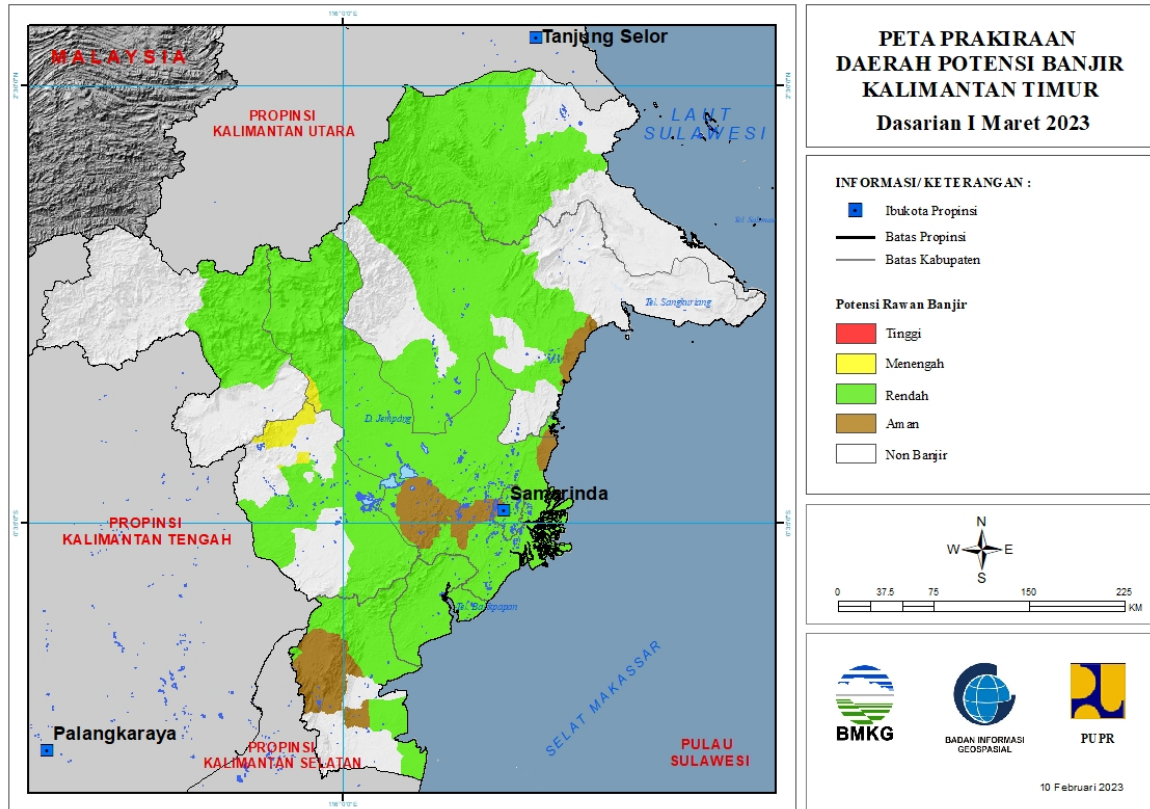 Tanjung Selor
MALAYSIA
PROPINSI
KALIMANTAN UTARA
LAUT
SULAWESI
Tel. Sangkuriang
D. Jempang
Samarinda
PROPINSI
KALIMANTAN TENGAH
Tel. Balikpapan
SELAT MAKASSAR
Palangkaraya
PROPINSI
KALIMANTAN SELATAN
PULAU
SULAWESI
PETA PRAKIRAAN
DAERAH POTENSI BANJIR
KALIMANTAN TIMUR
Dasarian I Maret 2023
INFORMASI/ KETERANGAN :
Ibukota Propinsi
Batas Propinsi
Batas Kabupaten
Potensi Rawan Banjir
Tinggi
Menengah
Rendah
Aman
Non Banjir
N
W E
S
0 37.5 75 150 225
KM
BMKG
BADAN INFORMASI
GEOSPASIAL
PUPR
10 Februari 2023